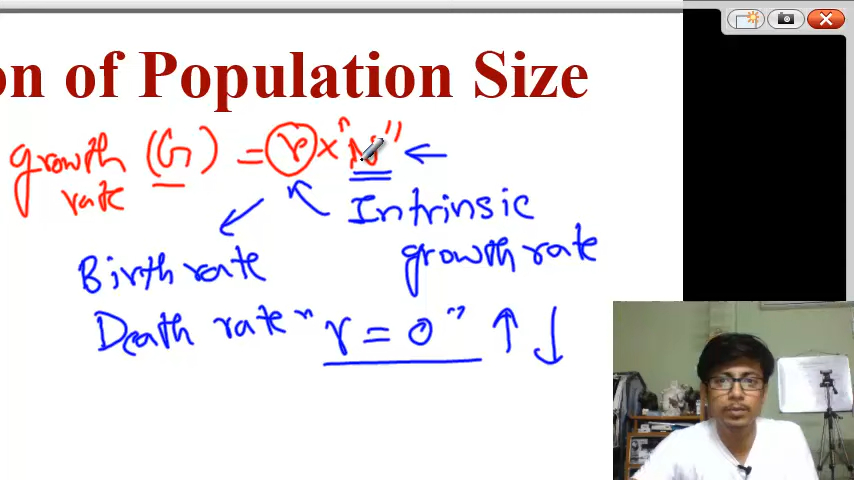 on of Population Size
growth rate (G) = r × "N" ←
Intrinsic growth rate
Birth rate
Death rate " r = 0 " ↑ ↓